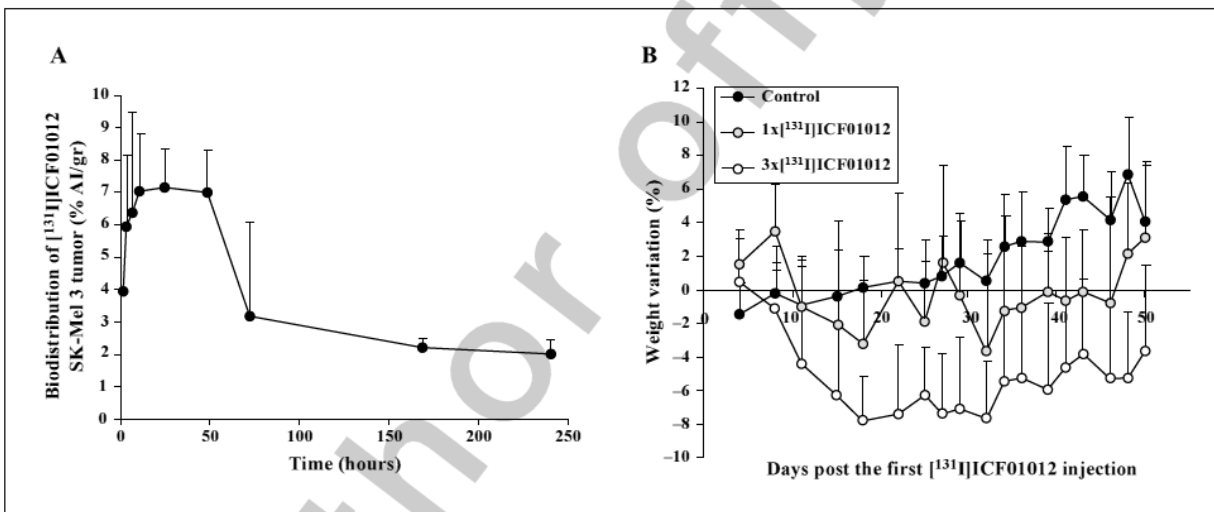 A
Biodistribution of [¹³¹I]ICF01012
SK-Mel 3 tumor (% AI/gr)
10
9
8
7
6
5
4
3
2
1
0
0 50 100 150 200 250
Time (hours)
B
Weight variation (%)
12
10
8
6
4
2
0
–2
–4
–6
–8
–10
Control
1x[¹³¹I]ICF01012
3x[¹³¹I]ICF01012
0 10 20 30 40 50
Days post the first [¹³¹I]ICF01012 injection